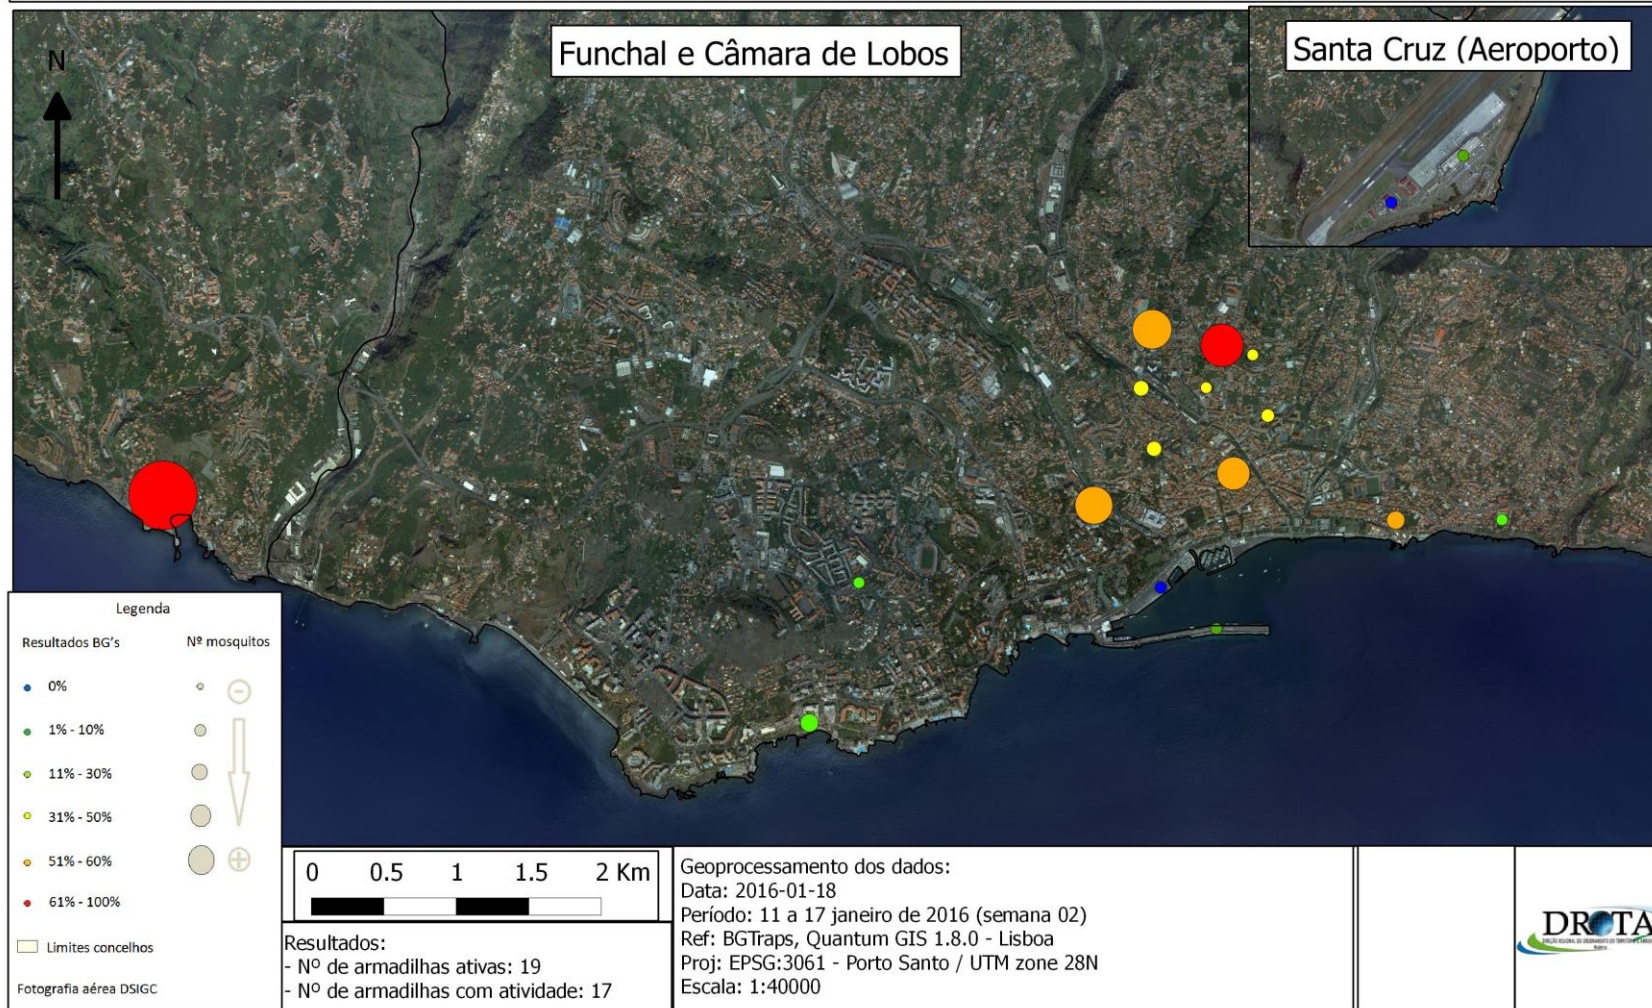 Funchal e Câmara de Lobos
Santa Cruz (Aeroporto)
N
Legenda
Resultados BG's
Nº mosquitos
0%
1% - 10%
11% - 30%
31% - 50%
51% - 60%
61% - 100%
Limites concelhos
Fotografia aérea DSIGC
0 0.5 1 1.5 2 Km
Resultados:
- Nº de armadilhas ativas: 19
- Nº de armadilhas com atividade: 17
Geoprocessamento dos dados:
Data: 2016-01-18
Período: 11 a 17 janeiro de 2016 (semana 02)
Ref: BGTraps, Quantum GIS 1.8.0 - Lisboa
Proj: EPSG:3061 - Porto Santo / UTM zone 28N
Escala: 1:40000
DROTA